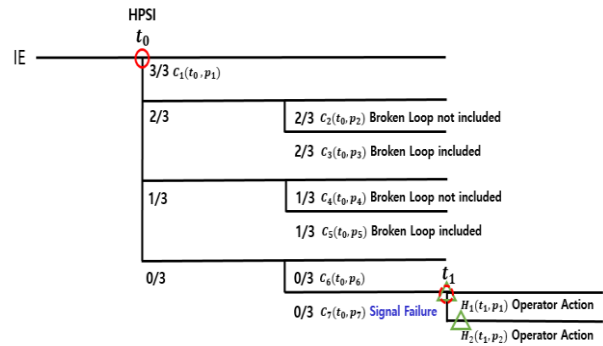 HPSI
t₀
IE
3/3 C₁(t₀,p₁)
2/3
2/3 C₂(t₀,p₂) Broken Loop not included
2/3 C₃(t₀,p₃) Broken Loop included
1/3
1/3 C₄(t₀,p₄) Broken Loop not included
1/3 C₅(t₀,p₅) Broken Loop included
0/3
0/3 C₆(t₀,p₆)
t₁
0/3 C₇(t₀,p₇) Signal Failure
H₁(t₁,p₁) Operator Action
H₂(t₁,p₂) Operator Action